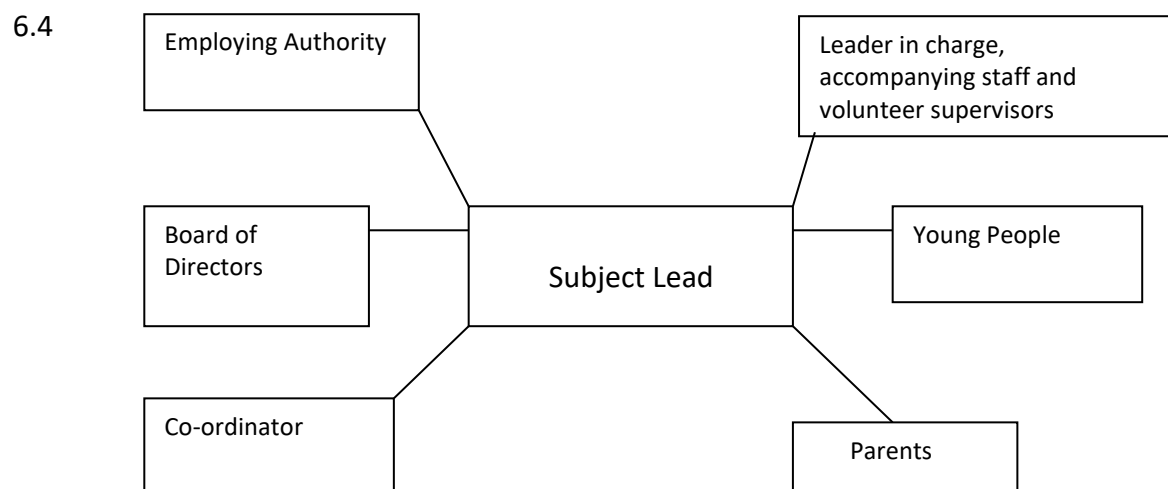 6.4
Employing Authority
Leader in charge,
accompanying staff and
volunteer supervisors
Board of
Directors
Subject Lead
Young People
Co-ordinator
Parents